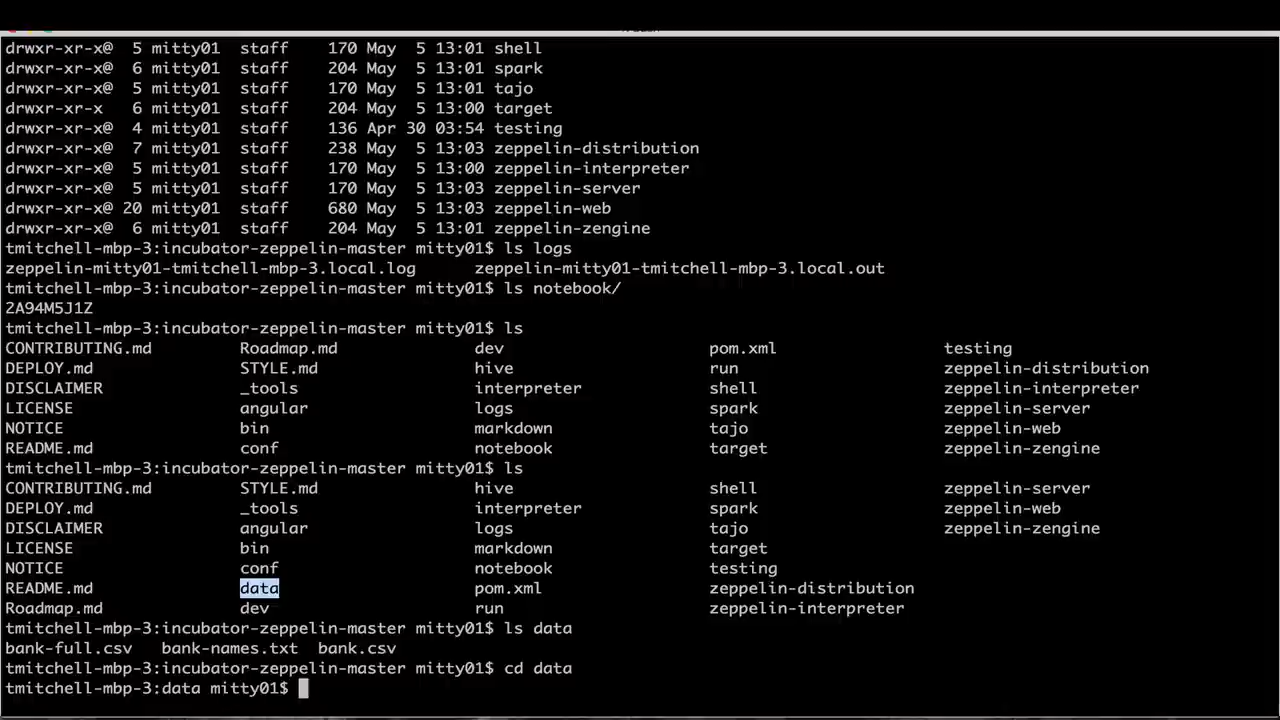 drwxr-xr-x@  5 mitty01  staff    170 May  5 13:01 shell
drwxr-xr-x@  6 mitty01  staff    204 May  5 13:01 spark
drwxr-xr-x@  5 mitty01  staff    170 May  5 13:01 tajo
drwxr-xr-x   6 mitty01  staff    204 May  5 13:00 target
drwxr-xr-x@  4 mitty01  staff    136 Apr 30 03:54 testing
drwxr-xr-x@  7 mitty01  staff    238 May  5 13:03 zeppelin-distribution
drwxr-xr-x@  5 mitty01  staff    170 May  5 13:00 zeppelin-interpreter
drwxr-xr-x@  5 mitty01  staff    170 May  5 13:03 zeppelin-server
drwxr-xr-x@ 20 mitty01  staff    680 May  5 13:03 zeppelin-web
drwxr-xr-x@  6 mitty01  staff    204 May  5 13:01 zeppelin-zengine
tmitchell-mbp-3:incubator-zeppelin-master mitty01$ ls logs
zeppelin-mitty01-tmitchell-mbp-3.local.log      zeppelin-mitty01-tmitchell-mbp-3.local.out
tmitchell-mbp-3:incubator-zeppelin-master mitty01$ ls notebook/
2A94M5J1Z
tmitchell-mbp-3:incubator-zeppelin-master mitty01$ ls
CONTRIBUTING.md         Roadmap.md              dev                     pom.xml                 testing
DEPLOY.md               STYLE.md                hive                    run                     zeppelin-distribution
DISCLAIMER              _tools                  interpreter             shell                   zeppelin-interpreter
LICENSE                 angular                 logs                    spark                   zeppelin-server
NOTICE                  bin                     markdown                tajo                    zeppelin-web
README.md               conf                    notebook                target                  zeppelin-zengine
tmitchell-mbp-3:incubator-zeppelin-master mitty01$ ls
CONTRIBUTING.md         STYLE.md                hive                    shell                   zeppelin-server
DEPLOY.md               _tools                  interpreter             spark                   zeppelin-web
DISCLAIMER              angular                 logs                    tajo                    zeppelin-zengine
LICENSE                 bin                     markdown                target
NOTICE                  conf                    notebook                testing
README.md               data                    pom.xml                 zeppelin-distribution
Roadmap.md              dev                     run                     zeppelin-interpreter
tmitchell-mbp-3:incubator-zeppelin-master mitty01$ ls data
bank-full.csv   bank-names.txt  bank.csv
tmitchell-mbp-3:incubator-zeppelin-master mitty01$ cd data
tmitchell-mbp-3:data mitty01$